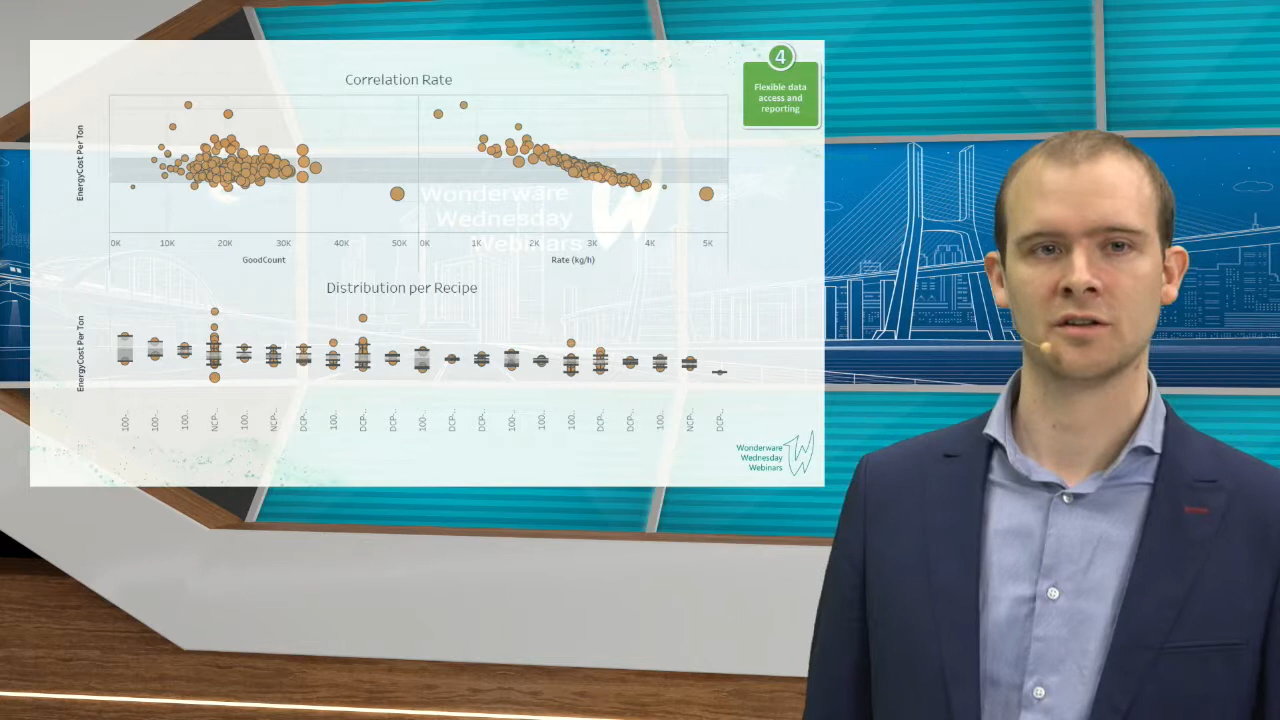 Correlation Rate
4
Flexible data
access and
reporting
EnergyCost Per Ton
Wonderware
Wednesday
Webinars
0K 10K 20K 30K 40K 50K 0K 1K 2K 3K 4K 5K
GoodCount Rate (kg/h)
Distribution per Recipe
EnergyCost Per Ton
100.. 100.. 100.. NCP.. 100.. NCP.. DCP.. 100.. DCP.. DCP.. 100.. DCP.. DCP.. 100.. 100.. 100.. DCP.. DCP.. 100.. NCP.. DCP..
Wonderware
Wednesday
Webinars